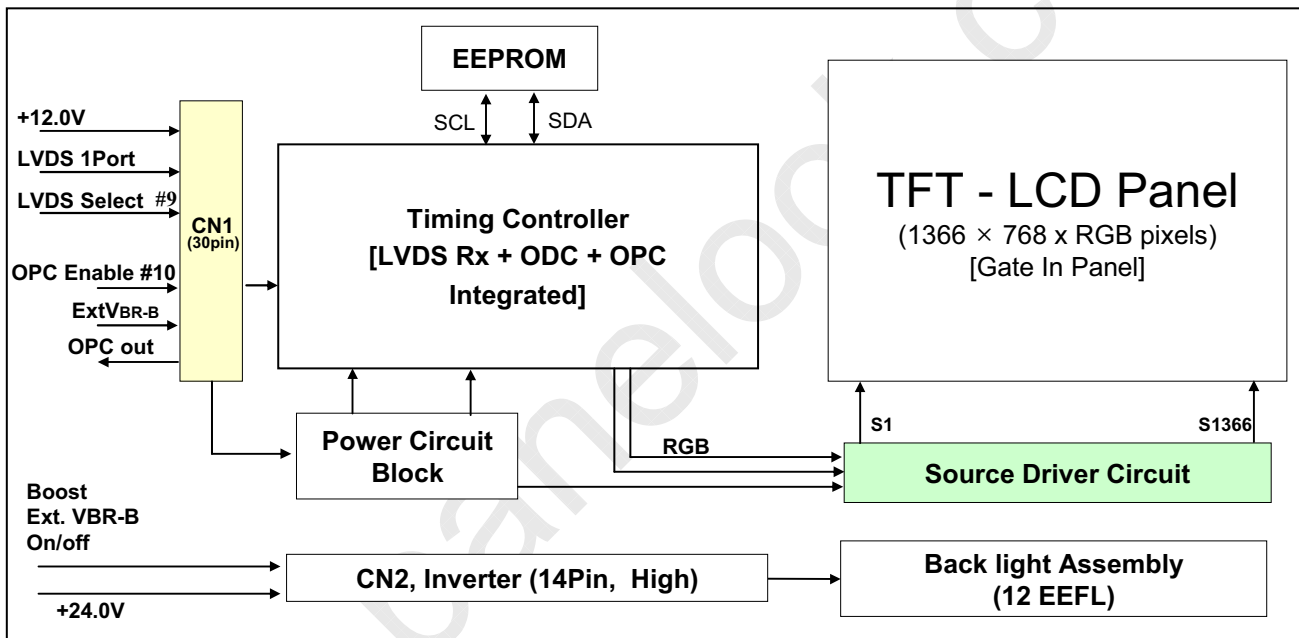 EEPROM
SCL
SDA
+12.0V
LVDS 1Port
LVDS Select #9
OPC Enable #10
ExtVBR-B
OPC out
CN1
(30pin)
Timing Controller
[LVDS Rx + ODC + OPC
Integrated]
TFT - LCD Panel
(1366 × 768 x RGB pixels)
[Gate In Panel]
S1
S1366
Power Circuit
Block
RGB
Source Driver Circuit
Boost
Ext. VBR-B
On/off
+24.0V
CN2, Inverter (14Pin, High)
Back light Assembly
(12 EEFL)